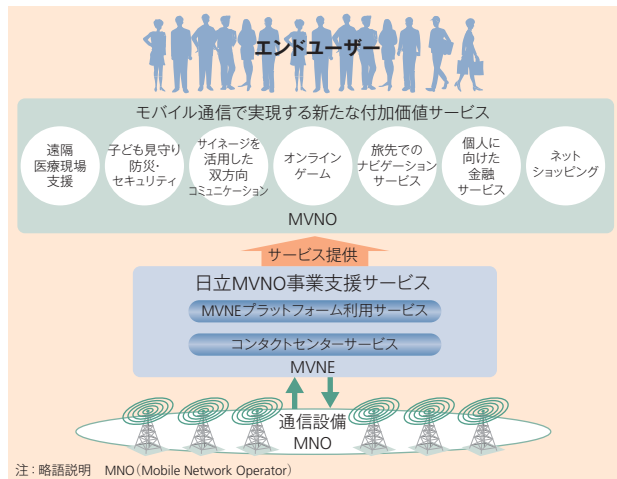 エンドユーザー
モバイル通信で実現する新たな付加価値サービス
遠隔
医療現場
支援
子ども見守り
防災・
セキュリティ
サイネージを
活用した
双方向
コミュニケーション
オンライン
ゲーム
旅先での
ナビゲーション
サービス
個人に
向けた
金融
サービス
ネット
ショッピング
MVNO
サービス提供
日立MVNO事業支援サービス
MVNEプラットフォーム利用サービス
コンタクトセンターサービス
MVNE
通信設備
MNO
注：略語説明　MNO（Mobile Network Operator）